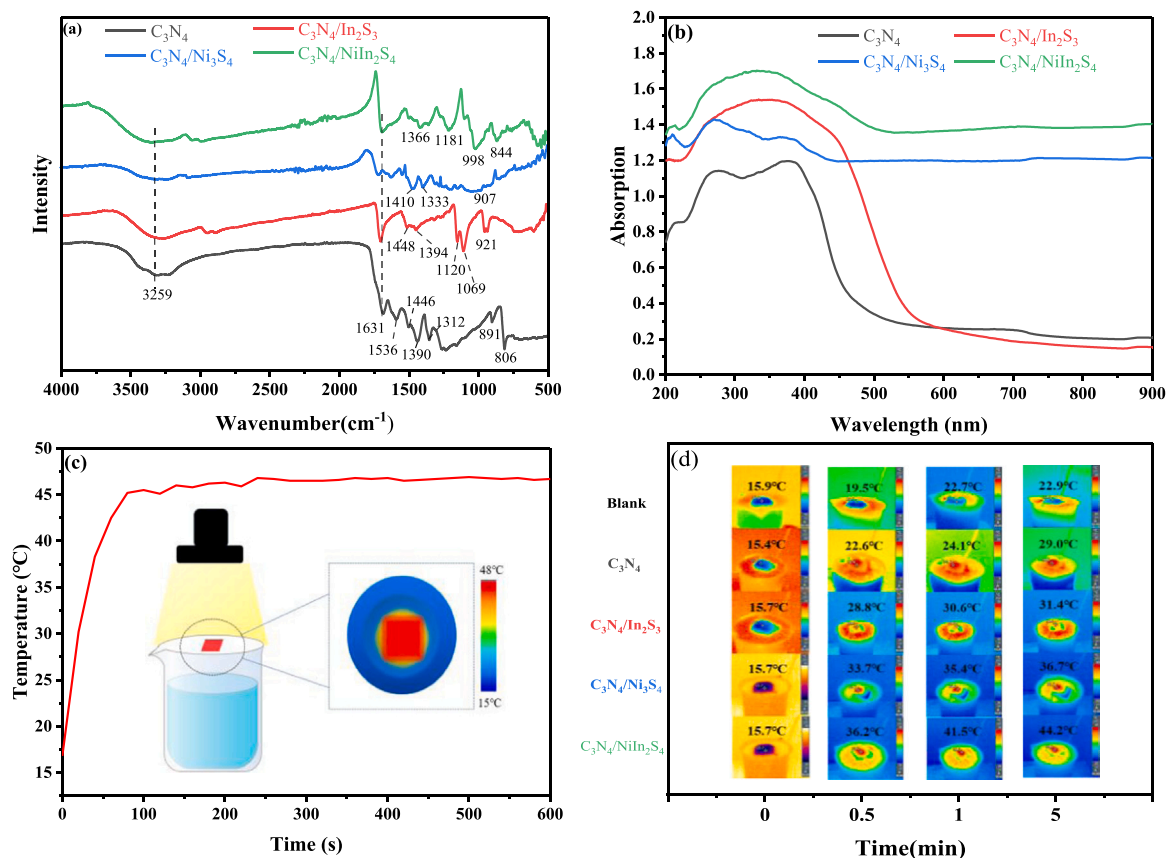 (a)
C₃N₄
C₃N₄/In₂S₃
C₃N₄/Ni₃S₄
C₃N₄/NiIn₂S₄
Intensity
3259
1366
1181
998
844
1410
1333
907
1448
1394
1120
1069
921
1631
1536
1446
1390
1312
891
806
4000 3500 3000 2500 2000 1500 1000 500
Wavenumber(cm⁻¹)
(b)
C₃N₄
C₃N₄/In₂S₃
C₃N₄/Ni₃S₄
C₃N₄/NiIn₂S₄
Absorption
2.0
1.8
1.6
1.4
1.2
1.0
0.8
0.6
0.4
0.2
0.0
200 300 400 500 600 700 800 900
Wavelength (nm)
(c)
Temperature (℃)
50
45
40
35
30
25
20
15
48℃
15℃
0 100 200 300 400 500 600
Time (s)
(d)
Blank
15.9℃ 19.5℃ 22.7℃ 22.9℃
C₃N₄
15.4℃ 22.6℃ 24.1℃ 29.0℃
C₃N₄/In₂S₃
15.7℃ 28.8℃ 30.6℃ 31.4℃
C₃N₄/Ni₃S₄
15.7℃ 33.7℃ 35.4℃ 36.7℃
C₃N₄/NiIn₂S₄
15.7℃ 36.2℃ 41.5℃ 44.2℃
0 0.5 1 5
Time(min)